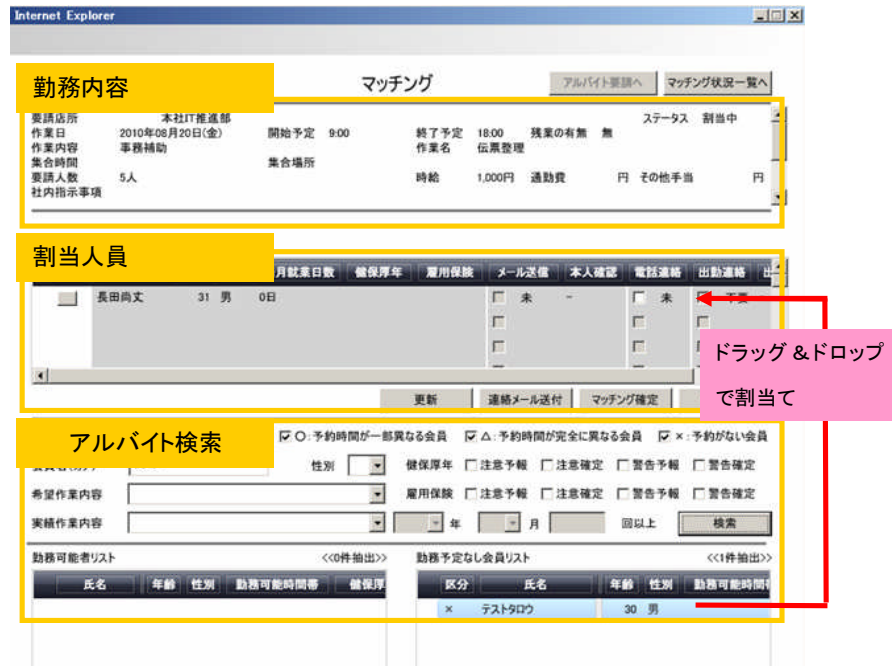 Internet Explorer
勤務内容
マッチング
アルバイト要請へ
マッチング状況一覧へ
要請店所 本社IT推進部 ステータス 割当中
作業日 2010年08月20日(金) 開始予定 9:00 終了予定 18:00 残業の有無 無
作業内容 事務補助 作業名 伝票整理
集合時間 集合場所
要請人数 5人 時給 1,000円 通勤費 円 その他手当 円
社内指示事項
割当人員
月就業日数 健保厚年 雇用保険 メール送信 本人確認 電話連絡 出勤連絡 出
長田尚丈 31 男 0日 未 - 未
ドラッグ&ドロップ
で割当て
更新 連絡メール送付 マッチング確定
アルバイト検索
○:予約時間が一部異なる会員 △:予約時間が完全に異なる会員 ×:予約がない会員
性別 健保厚年 注意予報 注意確定 警告予報 警告確定
希望作業内容 雇用保険 注意予報 注意確定 警告予報 警告確定
実績作業内容 年 月 回以上 検索
勤務可能者リスト <<0件抽出>> 勤務予定なし会員リスト <<1件抽出>>
氏名 年齢 性別 勤務可能時間帯 健保厚 区分 氏名 年齢 性別 勤務可能時間
× テストタロウ 30 男